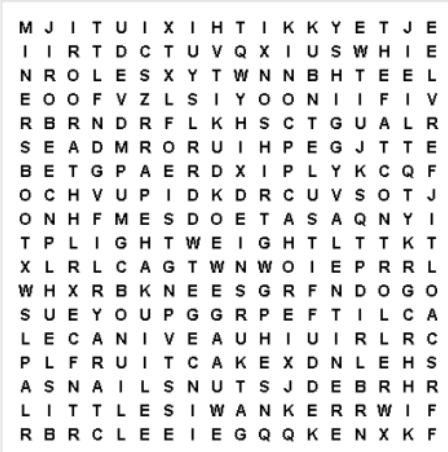 M J I T U I X I H T I K K Y E T J E
I I R T D C T U V Q X I U S W H I E
N R O L E S X Y T W N N B H T E E L
E O O F V Z L S I Y O O N I I F I V
R B R N D R F L K H S C T G U A L R
S E A D M R O R U I H P E G J T T E
B E T G P A E R D X I P L Y K C Q F
O C H V U P I D K D R C U V S O T J
O N H F M E S D O E T A S A Q N Y I
T P L I G H T W E I G H T L T T K T
X L R L C A G T W N W O I E P R R L
W H X R B K N E E S G R F N D O G O
S U E Y O U P G G R P E F T I L C A
L E C A N I V E A U H I U I R L R C
P L F R U I T C A K E X D N L E H S
A S N A I L S N U T S J D E B R H R
L I T T L E S I W A N K E R R W I F
R B R C L E E I E G Q Q K E N X K F